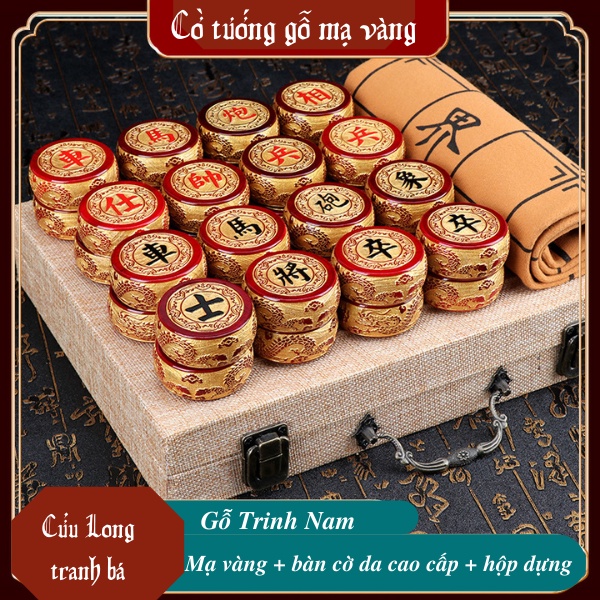 Cờ tướng gỗ mạ vàng
車 馬 炮 相
仕 帥 兵 兵
車 馬 砲 象
士 將 卒 卒
界
Cửu Long
tranh bá
Gỗ Trinh Nam
Mạ vàng + bàn cờ da cao cấp + hộp dựng